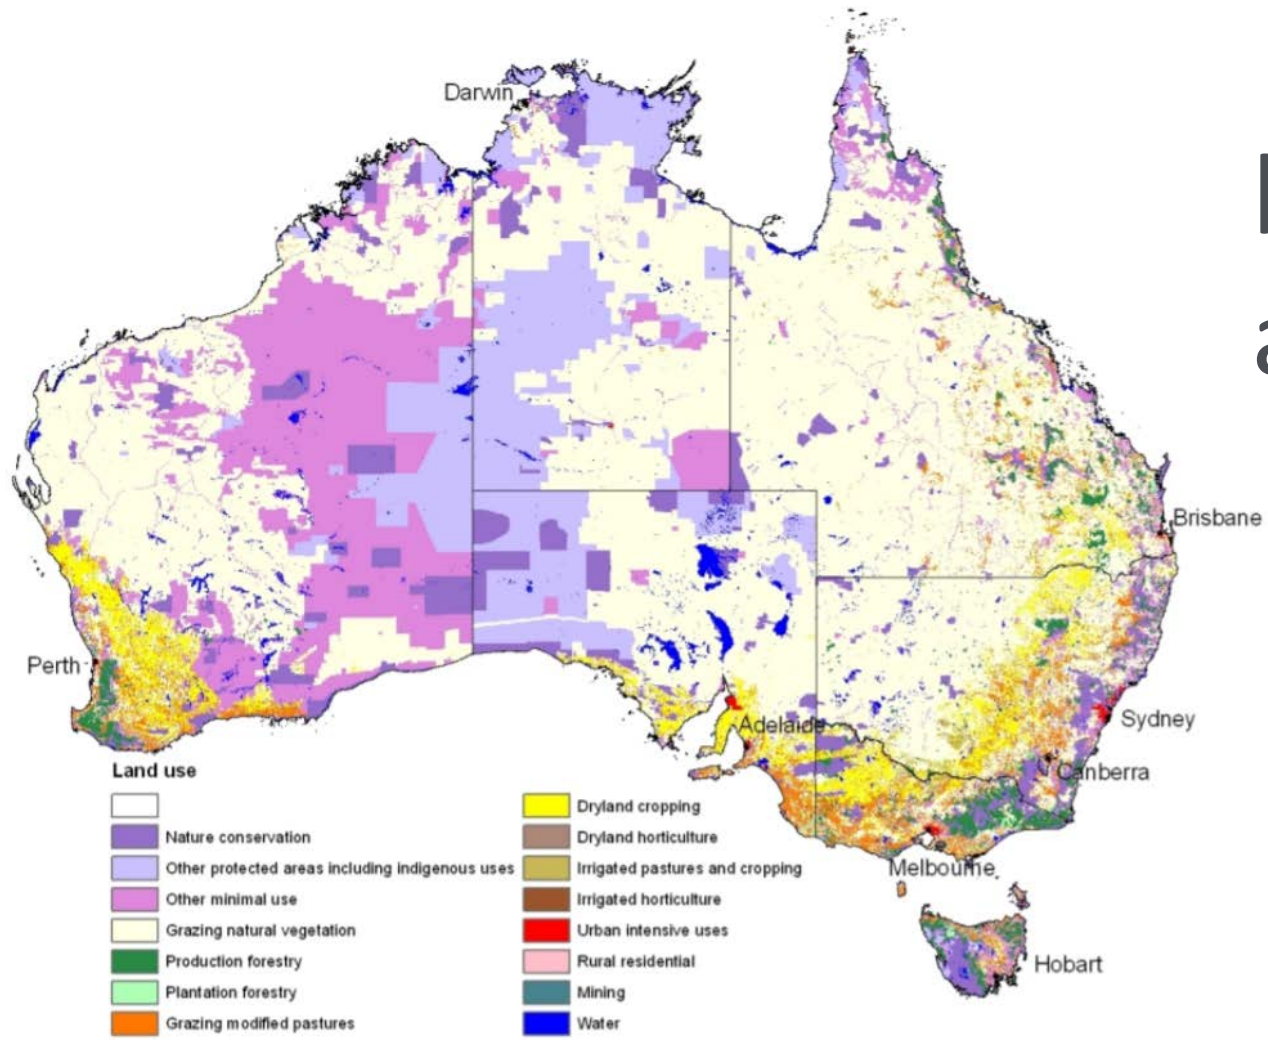 Darwin
Brisbane
Perth
Sydney
Adelaide
Canberra
Melbourne
Hobart
Land use
Nature conservation
Other protected areas including indigenous uses
Other minimal use
Grazing natural vegetation
Production forestry
Plantation forestry
Grazing modified pastures
Dryland cropping
Dryland horticulture
Irrigated pastures and cropping
Irrigated horticulture
Urban intensive uses
Rural residential
Mining
Water